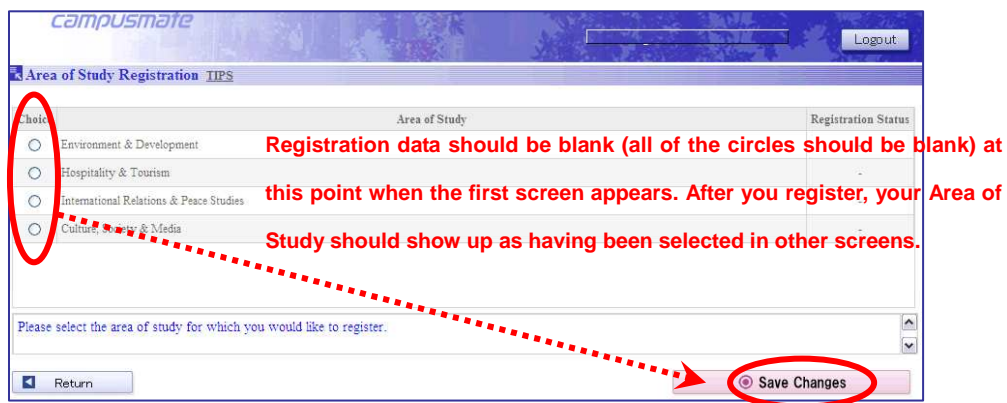 campusmate
Logout
Area of Study Registration TIPS
Choice Area of Study Registration Status
Environment & Development
Hospitality & Tourism -
International Relations & Peace Studies
Culture, Society & Media -
Registration data should be blank (all of the circles should be blank) at
this point when the first screen appears. After you register, your Area of
Study should show up as having been selected in other screens.
Please select the area of study for which you would like to register.
Return Save Changes